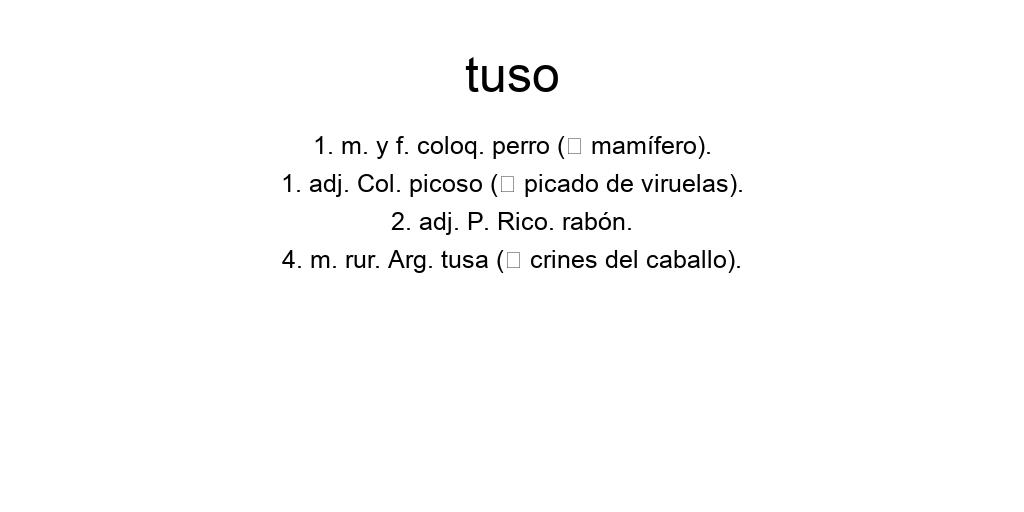 tuso
1. m. y f. coloq. perro (□ mamífero).
1. adj. Col. picoso (□ picado de viruelas).
2. adj. P. Rico. rabón.
4. m. rur. Arg. tusa (□ crines del caballo).